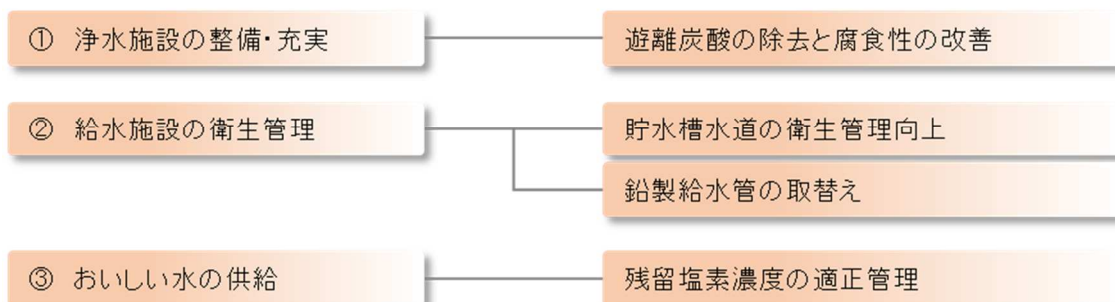 ① 浄水施設の整備・充実
遊離炭酸の除去と腐食性の改善
② 給水施設の衛生管理
貯水槽水道の衛生管理向上
鉛製給水管の取替え
③ おいしい水の供給
残留塩素濃度の適正管理